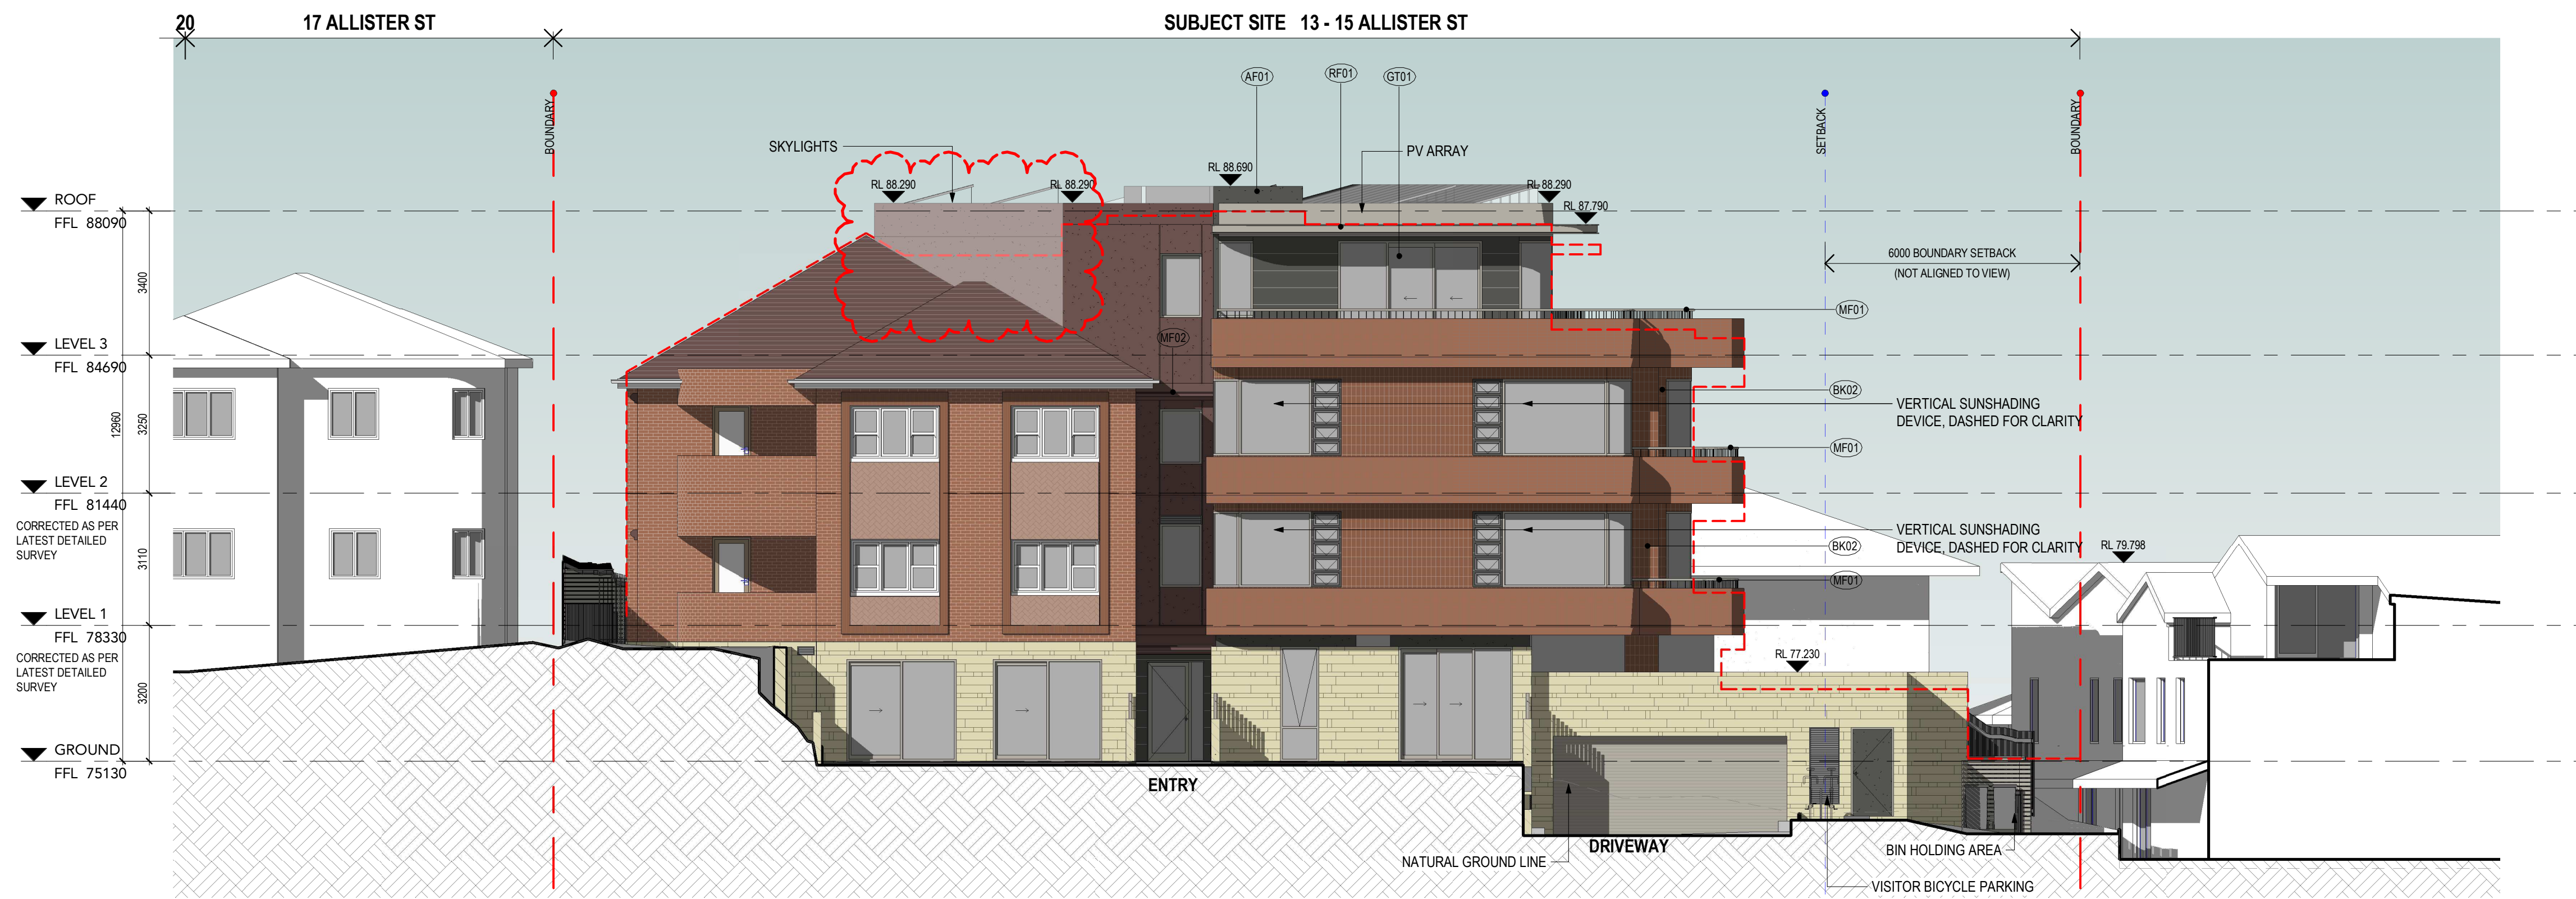 20
17 ALLISTER ST
SUBJECT SITE 13 - 15 ALLISTER ST
AF01
RF01
GT01
BOUNDARY
SETBACK
BOUNDARY
SKYLIGHTS
PV ARRAY
RL 88.290
RL 88.290
RL 88.690
RL 88.290
RL 87.790
ROOF
FFL 88090
6000 BOUNDARY SETBACK
(NOT ALIGNED TO VIEW)
3400
MF01
MF02
LEVEL 3
FFL 84690
BK02
VERTICAL SUNSHADING
DEVICE, DASHED FOR CLARITY
12960
3250
MF01
LEVEL 2
FFL 81440
CORRECTED AS PER
LATEST DETAILED
SURVEY
VERTICAL SUNSHADING
DEVICE, DASHED FOR CLARITY
BK02
RL 79.798
3110
MF01
LEVEL 1
FFL 78330
CORRECTED AS PER
LATEST DETAILED
SURVEY
RL 77.230
3200
GROUND
FFL 75130
ENTRY
DRIVEWAY
NATURAL GROUND LINE
BIN HOLDING AREA
VISITOR BICYCLE PARKING